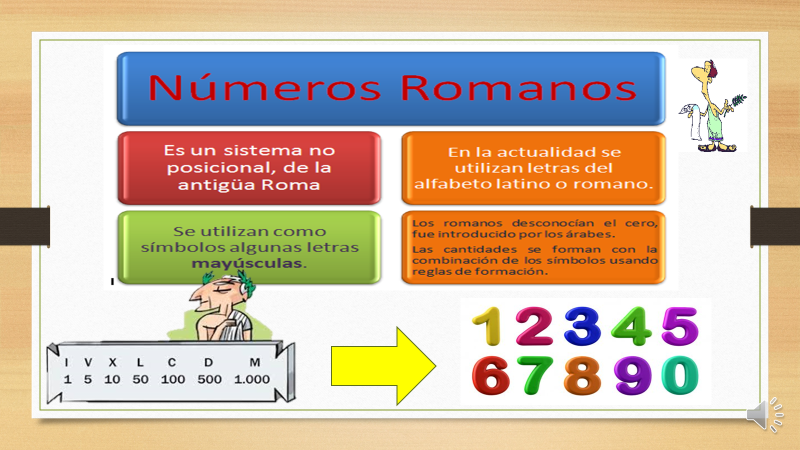 Números Romanos
Es un sistema no
posicional, de la
antigüa Roma
En la actualidad se
utilizan letras del
alfabeto latino o romano.
Se utilizan como
símbolos algunas letras
mayúsculas.
Los romanos desconocían el cero,
fue introducido por los árabes.
Las cantidades se forman con la
combinación de los símbolos usando
reglas de formación.
I V X L C D M
1 5 10 50 100 500 1.000
1 2 3 4 5
6 7 8 9 0